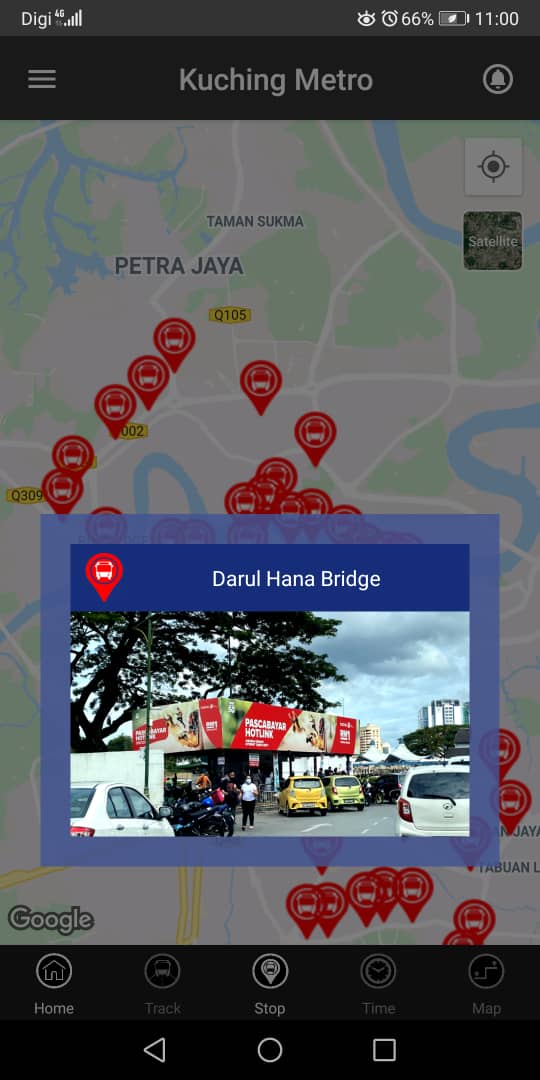 Digi 4G 66% 11:00
Kuching Metro
TAMAN SUKMA
Satellite
PETRA JAYA
Q105
Q309
Darul Hana Bridge
PASCABAYAR
HOTLINK
PASCABAYAR
HOTLINK
AN JAYA
TABUAN L
Google
Home
Track
Stop
Time
Map